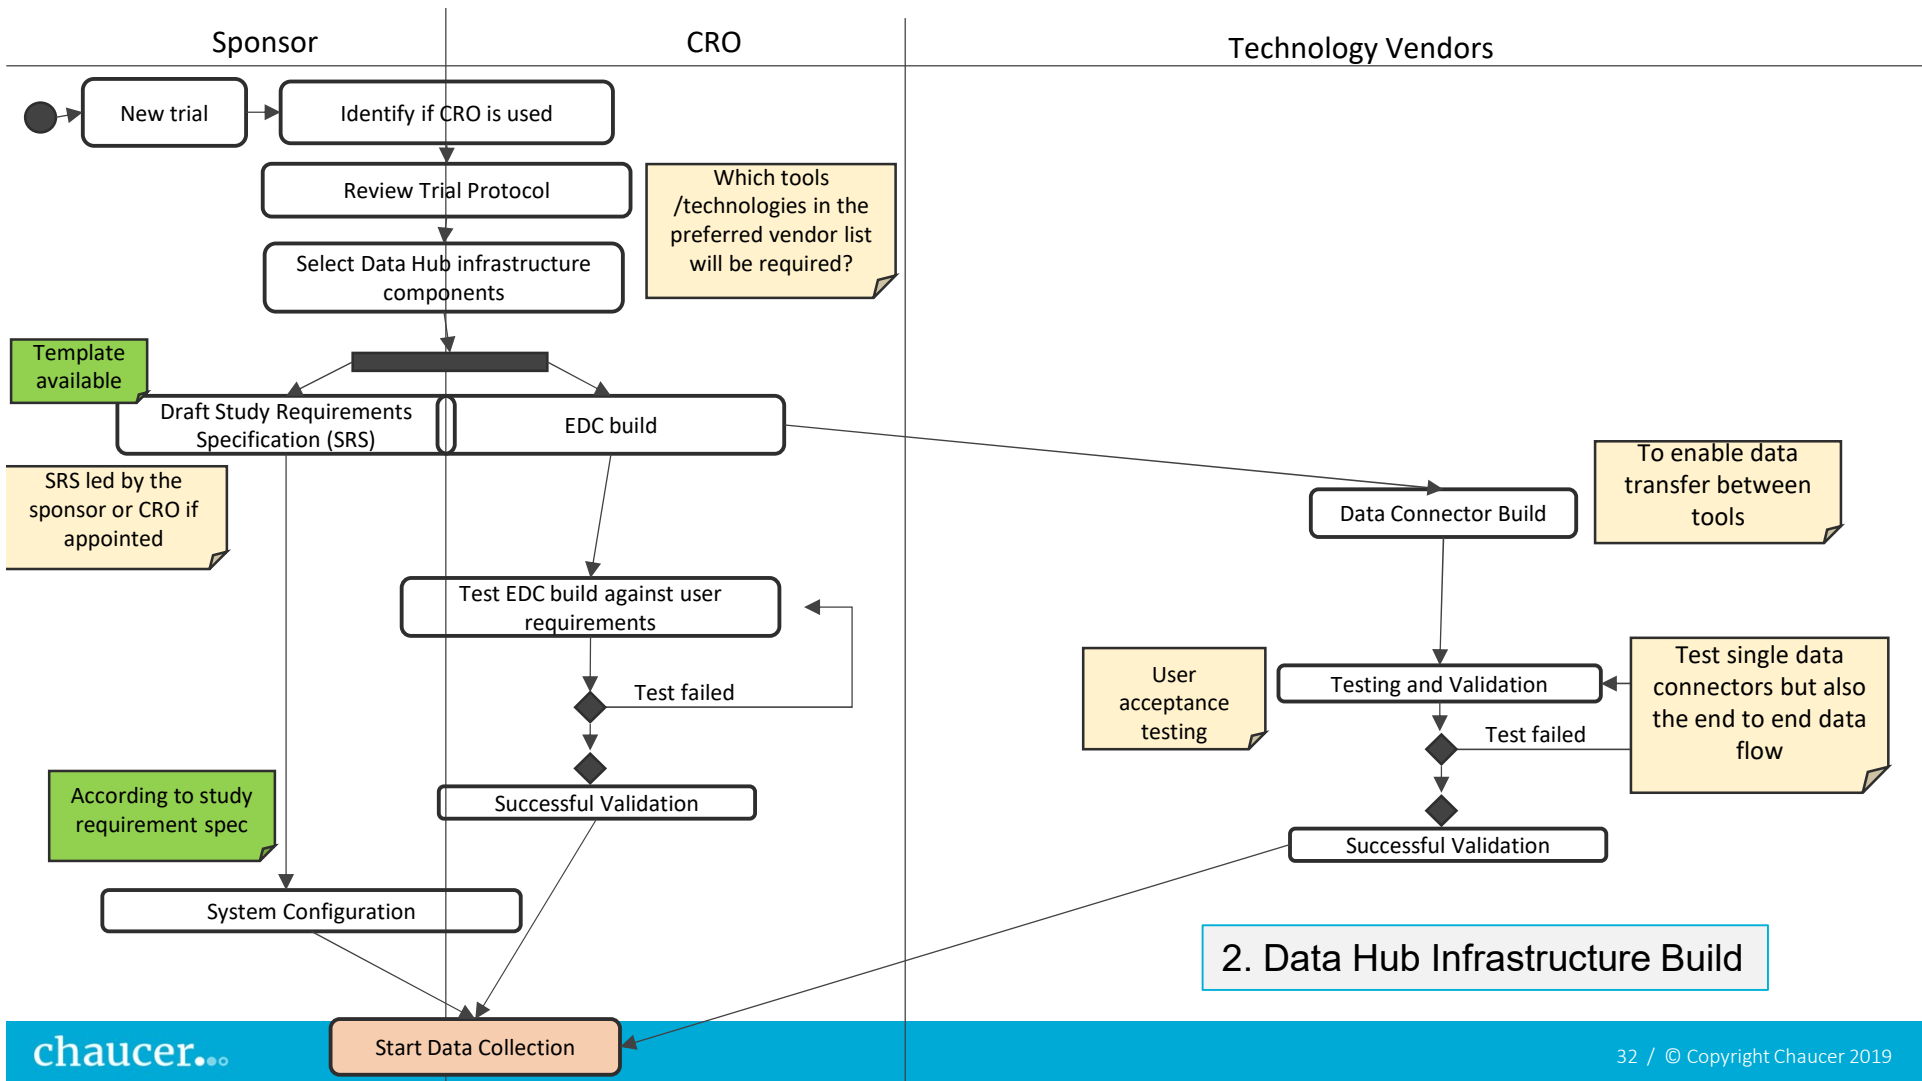 Sponsor
CRO
Technology Vendors
New trial
Identify if CRO is used
Review Trial Protocol
Which tools
/technologies in the
preferred vendor list
will be required?
Select Data Hub infrastructure
components
Template
available
Draft Study Requirements
Specification (SRS)
EDC build
SRS led by the
sponsor or CRO if
appointed
To enable data
transfer between
tools
Data Connector Build
Test EDC build against user
requirements
Test failed
User
acceptance
testing
Testing and Validation
Test single data
connectors but also
the end to end data
flow
Test failed
According to study
requirement spec
Successful Validation
Successful Validation
System Configuration
2. Data Hub Infrastructure Build
Start Data Collection
chaucer
32 / © Copyright Chaucer 2019